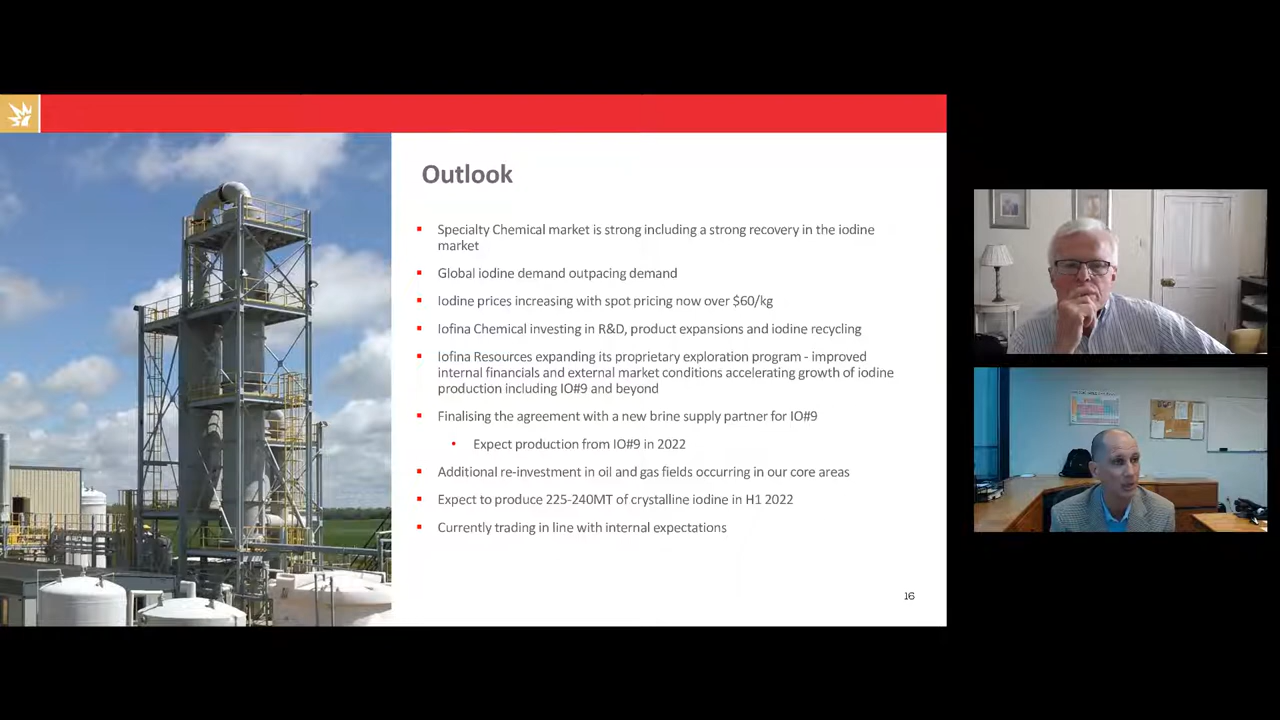 Outlook
Specialty Chemical market is strong including a strong recovery in the iodine
market
Global iodine demand outpacing demand
Iodine prices increasing with spot pricing now over $60/kg
Iofina Chemical investing in R&D, product expansions and iodine recycling
Iofina Resources expanding its proprietary exploration program - improved
internal financials and external market conditions accelerating growth of iodine
production including IO#9 and beyond
Finalising the agreement with a new brine supply partner for IO#9
Expect production from IO#9 in 2022
Additional re-investment in oil and gas fields occurring in our core areas
Expect to produce 225-240MT of crystalline iodine in H1 2022
Currently trading in line with internal expectations
16